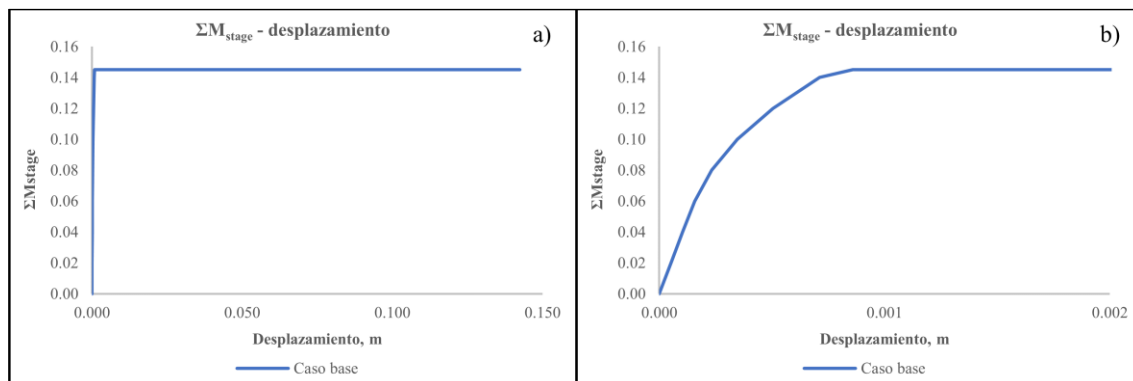 ΣMstage - desplazamiento
a)
0.16
0.14
0.12
0.10
0.08
0.06
0.04
0.02
0.00
ΣMstage
0.000 0.050 0.100 0.150
Desplazamiento, m
Caso base
ΣMstage - desplazamiento
b)
0.16
0.14
0.12
0.10
0.08
0.06
0.04
0.02
0.00
ΣMstage
0.000 0.001 0.002
Desplazamiento, m
Caso base